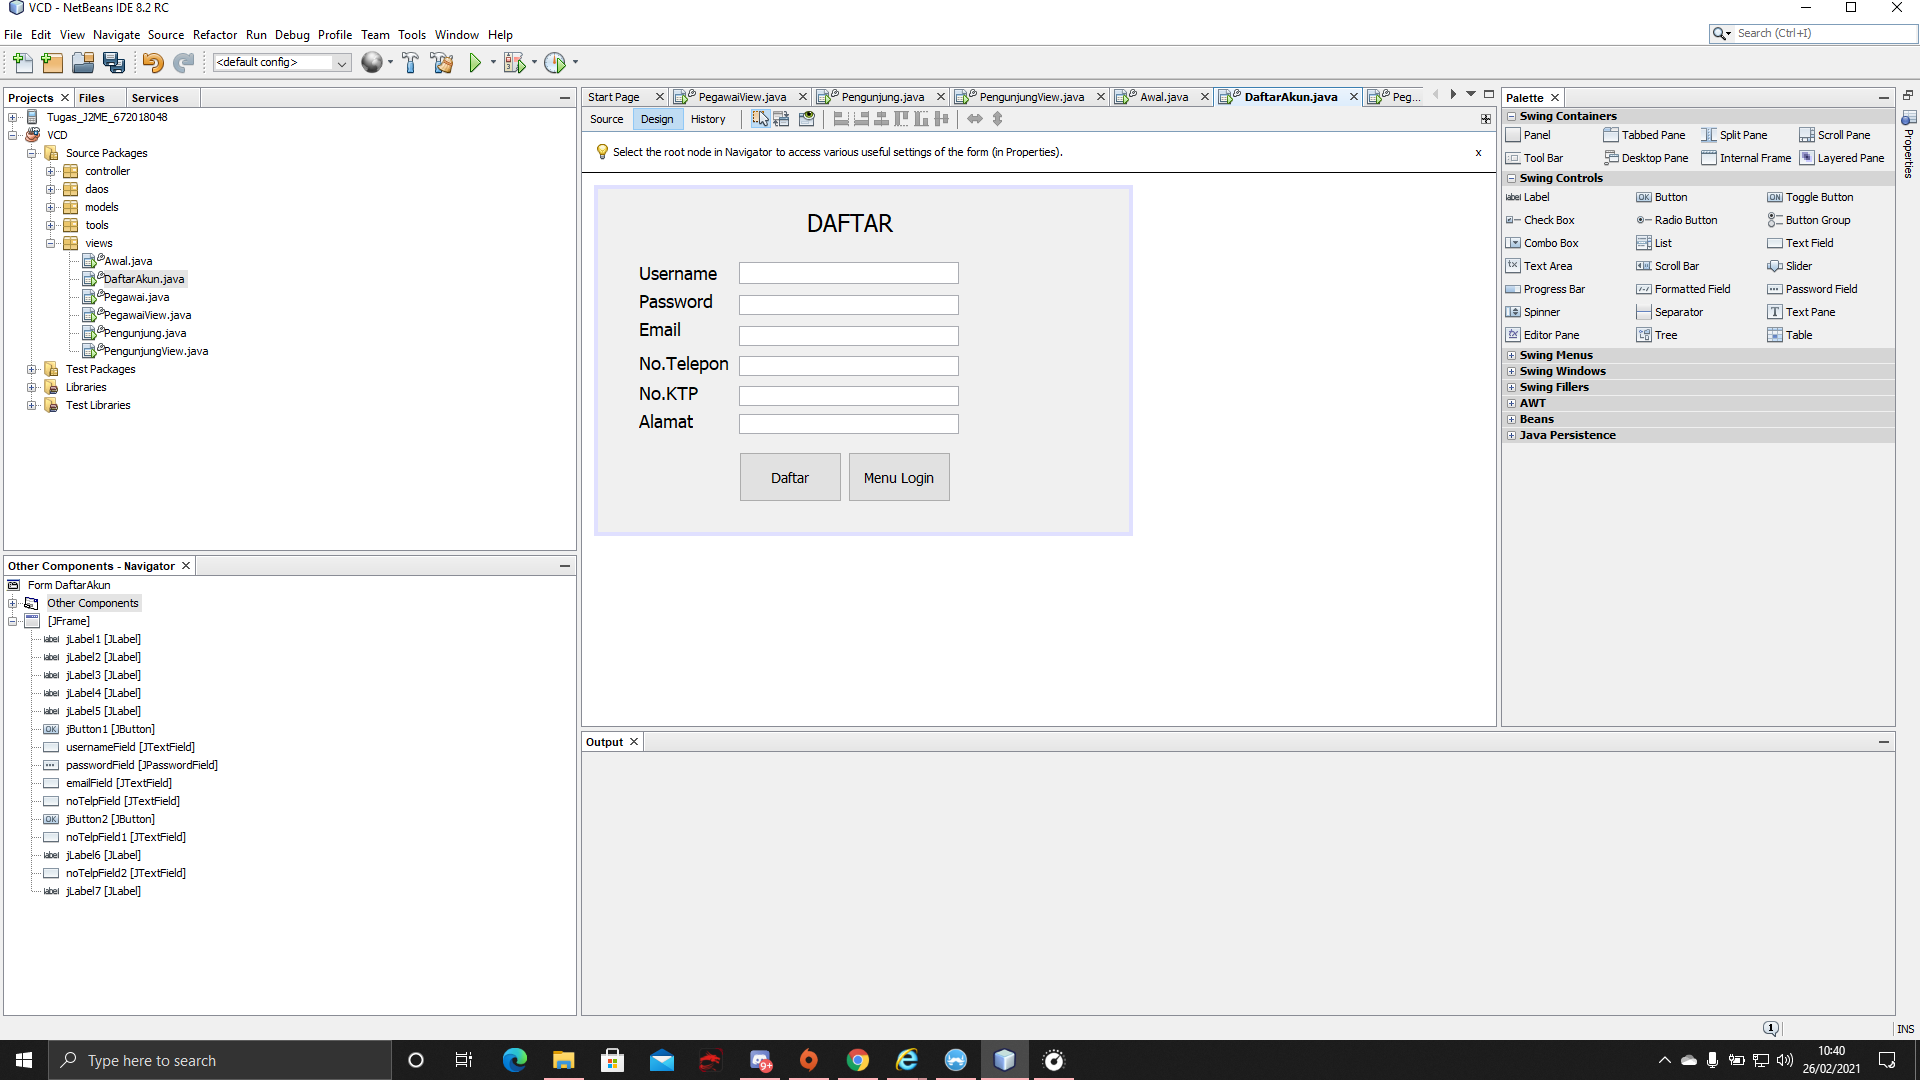 VCD - NetBeans IDE 8.2 RC
File Edit View Navigate Source Refactor Run Debug Profile Team Tools Window Help
Search (Ctrl+I)
<default config>
Projects Files Services
Tugas_J2ME_672018048
VCD
Source Packages
controller
daos
models
tools
views
Awal.java
DaftarAkun.java
Pegawai.java
PegawaiView.java
Pengunjung.java
PengunjungView.java
Test Packages
Libraries
Test Libraries
Other Components - Navigator
Form DaftarAkun
Other Components
[JFrame]
jLabel1 [JLabel]
jLabel2 [JLabel]
jLabel3 [JLabel]
jLabel4 [JLabel]
jLabel5 [JLabel]
jButton1 [JButton]
usernameField [JTextField]
passwordField [JPasswordField]
emailField [JTextField]
noTelpField [JTextField]
jButton2 [JButton]
noTelpField1 [JTextField]
jLabel6 [JLabel]
noTelpField2 [JTextField]
jLabel7 [JLabel]
Start Page PegawaiView.java Pengunjung.java PengunjungView.java Awal.java DaftarAkun.java Peg...
Source Design History
Select the root node in Navigator to access various useful settings of the form (in Properties).
x
DAFTAR
Username
Password
Email
No.Telepon
No.KTP
Alamat
Daftar Menu Login
Output
Palette
Swing Containers
Panel Tabbed Pane Split Pane Scroll Pane
Tool Bar Desktop Pane Internal Frame Layered Pane
Swing Controls
Label Button Toggle Button
Check Box Radio Button Button Group
Combo Box List Text Field
Text Area Scroll Bar Slider
Progress Bar Formatted Field Password Field
Spinner Separator Text Pane
Editor Pane Tree Table
Swing Menus
Swing Windows
Swing Fillers
AWT
Beans
Java Persistence
Properties
1
INS
Type here to search
9+
10:40
26/02/2021